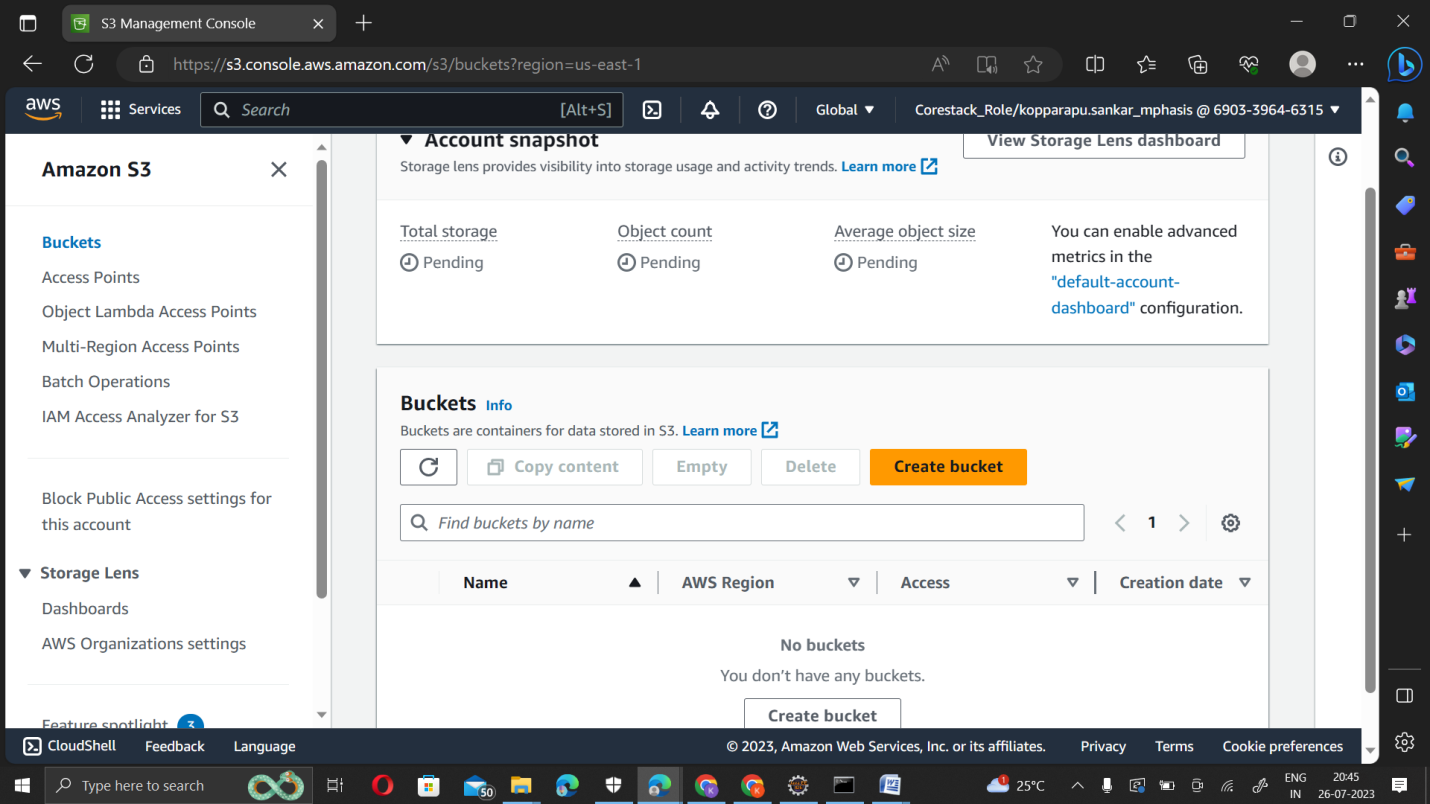 S3 Management Console
https://s3.console.aws.amazon.com/s3/buckets?region=us-east-1
aws
Services
Search [Alt+S]
Global
Corestack_Role/kopparapu.sankar_mphasis @ 6903-3964-6315
Amazon S3
Buckets
Access Points
Object Lambda Access Points
Multi-Region Access Points
Batch Operations
IAM Access Analyzer for S3
Block Public Access settings for
this account
Storage Lens
Dashboards
AWS Organizations settings
Feature spotlight 3
Account snapshot
View Storage Lens dashboard
Storage lens provides visibility into storage usage and activity trends. Learn more
Total storage
Pending
Object count
Pending
Average object size
Pending
You can enable advanced
metrics in the
"default-account-
dashboard" configuration.
Buckets Info
Buckets are containers for data stored in S3. Learn more
Copy content
Empty
Delete
Create bucket
Find buckets by name
1
Name
AWS Region
Access
Creation date
No buckets
You don’t have any buckets.
Create bucket
CloudShell
Feedback
Language
© 2023, Amazon Web Services, Inc. or its affiliates.
Privacy
Terms
Cookie preferences
Type here to search
50
1
25°C
ENG
IN
20:45
26-07-2023